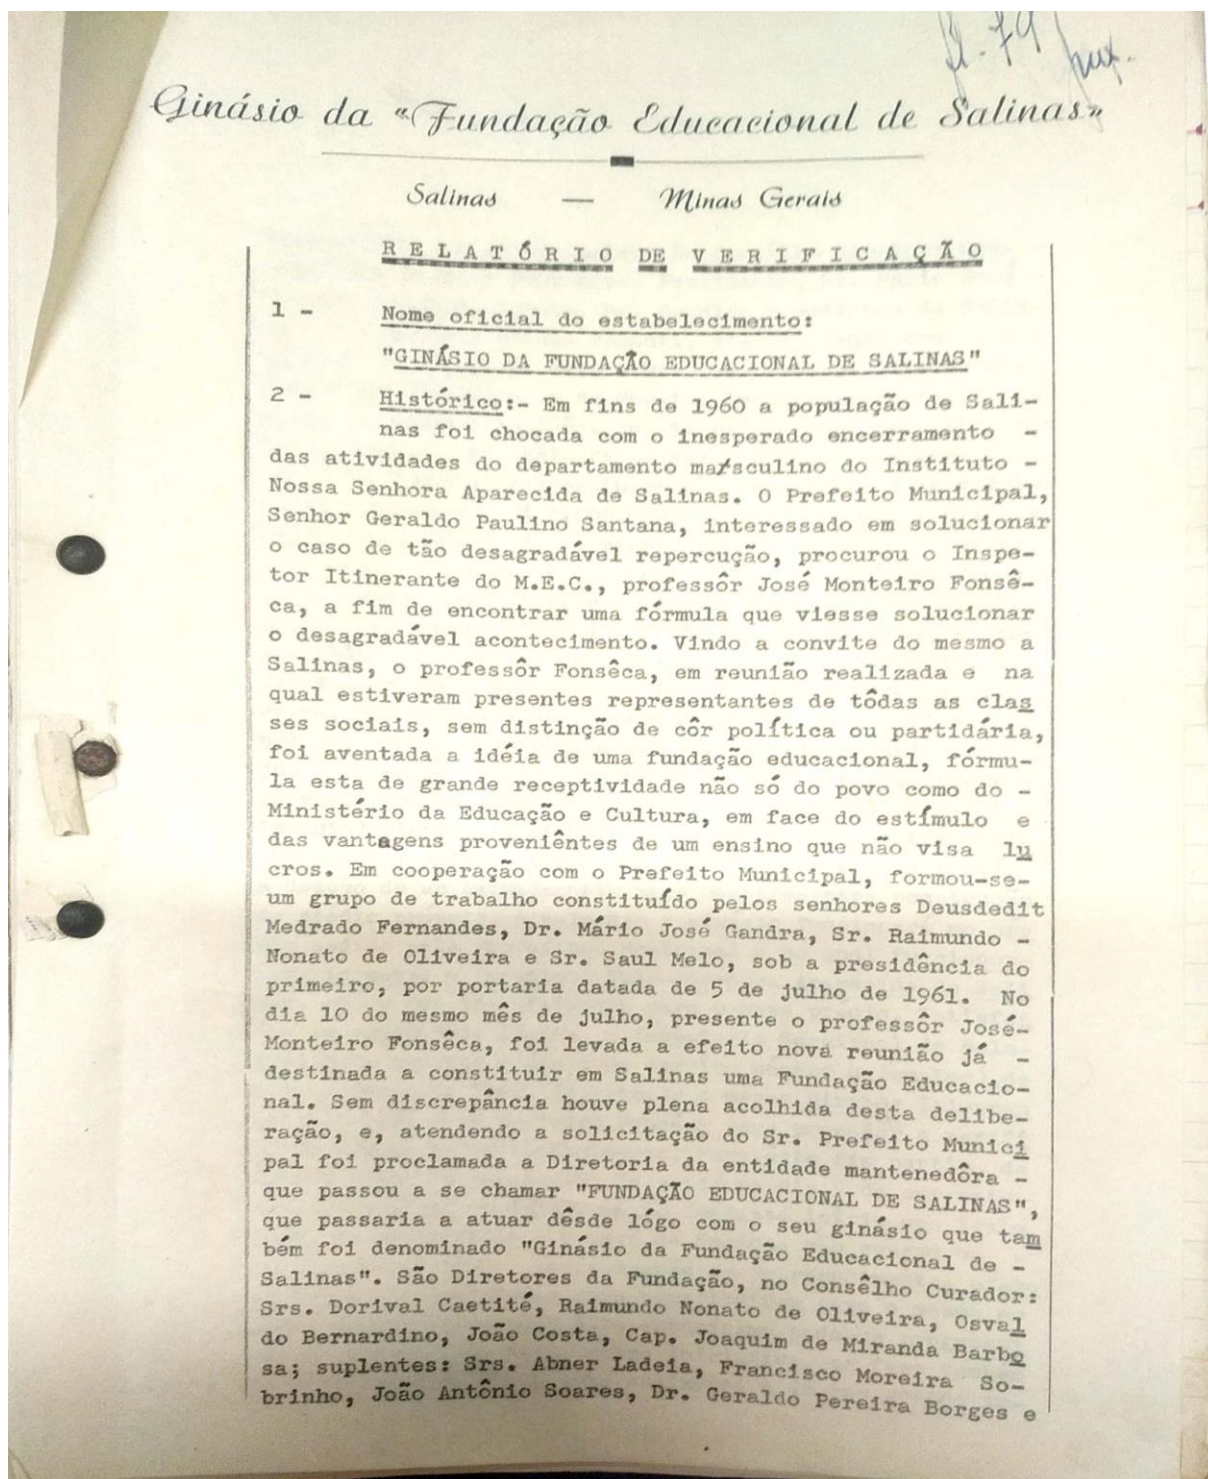 fl. 79
Ginásio da "Fundação Educacional de Salinas"
Salinas — Minas Gerais
RELATÓRIO DE VERIFICAÇÃO
1 - Nome oficial do estabelecimento:
"GINÁSIO DA FUNDAÇÃO EDUCACIONAL DE SALINAS"
2 - Histórico:- Em fins de 1960 a população de Sali-
nas foi chocada com o inesperado encerramento -
das atividades do departamento masculino do Instituto -
Nossa Senhora Aparecida de Salinas. O Prefeito Municipal,
Senhor Geraldo Paulino Santana, interessado em solucionar
o caso de tão desagradável repercução, procurou o Inspe-
tor Itinerante do M.E.C., professôr José Monteiro Fonsê-
ca, a fim de encontrar uma fórmula que viesse solucionar
o desagradável acontecimento. Vindo a convite do mesmo a
Salinas, o professôr Fonsêca, em reunião realizada e na
qual estiveram presentes representantes de tôdas as clas
ses sociais, sem distinção de côr política ou partidária,
foi aventada a idéia de uma fundação educacional, fórmu-
la esta de grande receptividade não só do povo como do -
Ministério da Educação e Cultura, em face do estímulo e
das vantagens proveniêntes de um ensino que não visa lu
cros. Em cooperação com o Prefeito Municipal, formou-se-
um grupo de trabalho constituído pelos senhores Deusdedit
Medrado Fernandes, Dr. Mário José Gandra, Sr. Raimundo -
Nonato de Oliveira e Sr. Saul Melo, sob a presidência do
primeiro, por portaria datada de 5 de julho de 1961. No
dia 10 do mesmo mês de julho, presente o professôr José-
Monteiro Fonsêca, foi levada a efeito nova reunião já -
destinada a constituir em Salinas uma Fundação Educacio-
nal. Sem discrepância houve plena acolhida desta delibe-
ração, e, atendendo a solicitação do Sr. Prefeito Munici
pal foi proclamada a Diretoria da entidade mantenedôra -
que passou a se chamar "FUNDAÇÃO EDUCACIONAL DE SALINAS",
que passaria a atuar dêsde lógo com o seu ginásio que tam
bém foi denominado "Ginásio da Fundação Educacional de -
Salinas". São Diretores da Fundação, no Consêlho Curador:
Srs. Dorival Caetité, Raimundo Nonato de Oliveira, Osval
do Bernardino, João Costa, Cap. Joaquim de Miranda Barbo
sa; suplentes: Srs. Abner Ladeia, Francisco Moreira So-
brinho, João Antônio Soares, Dr. Geraldo Pereira Borges e